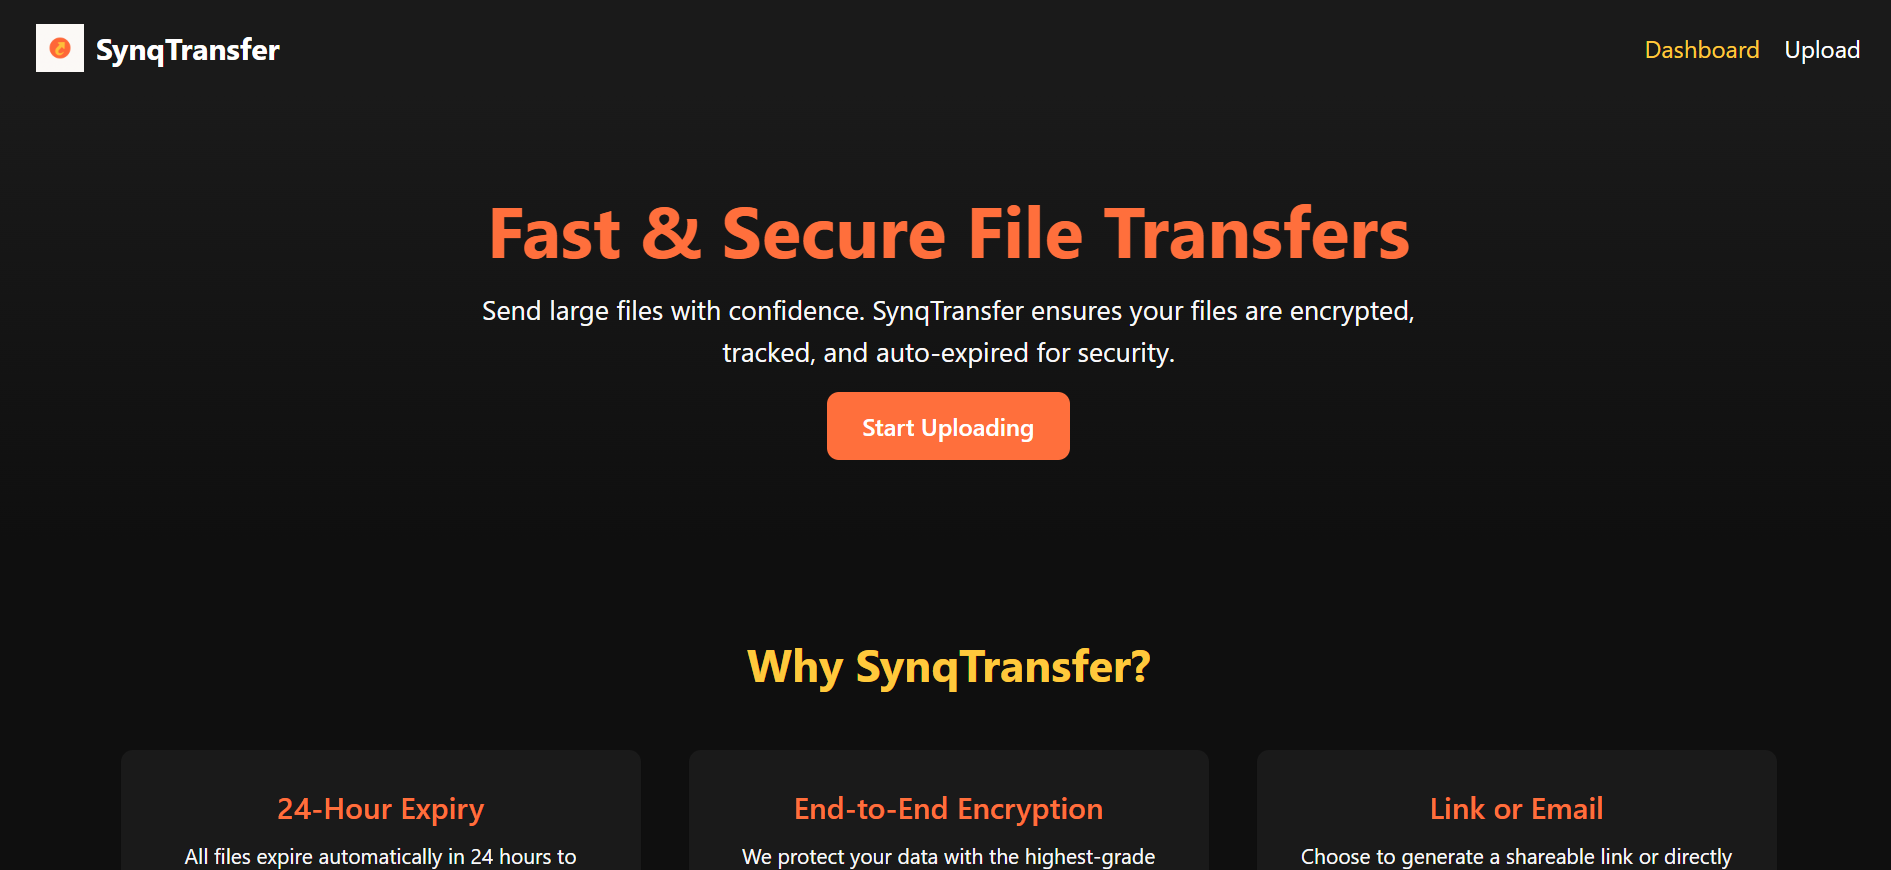 SynqTransfer
Dashboard
Upload
Fast & Secure File Transfers
Send large files with confidence. SynqTransfer ensures your files are encrypted,
tracked, and auto-expired for security.
Start Uploading
Why SynqTransfer?
24-Hour Expiry
All files expire automatically in 24 hours to
End-to-End Encryption
We protect your data with the highest-grade
Link or Email
Choose to generate a shareable link or directly